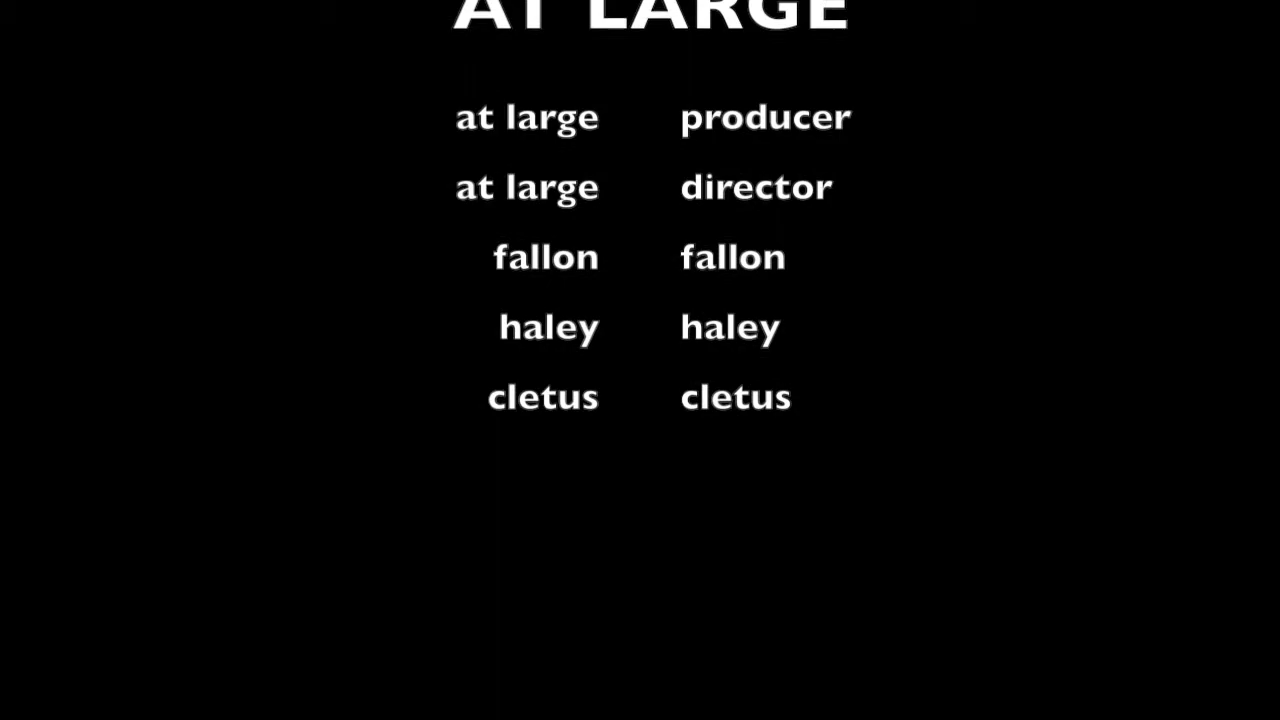 AT LARGE
at large producer
at large director
fallon fallon
haley haley
cletus cletus